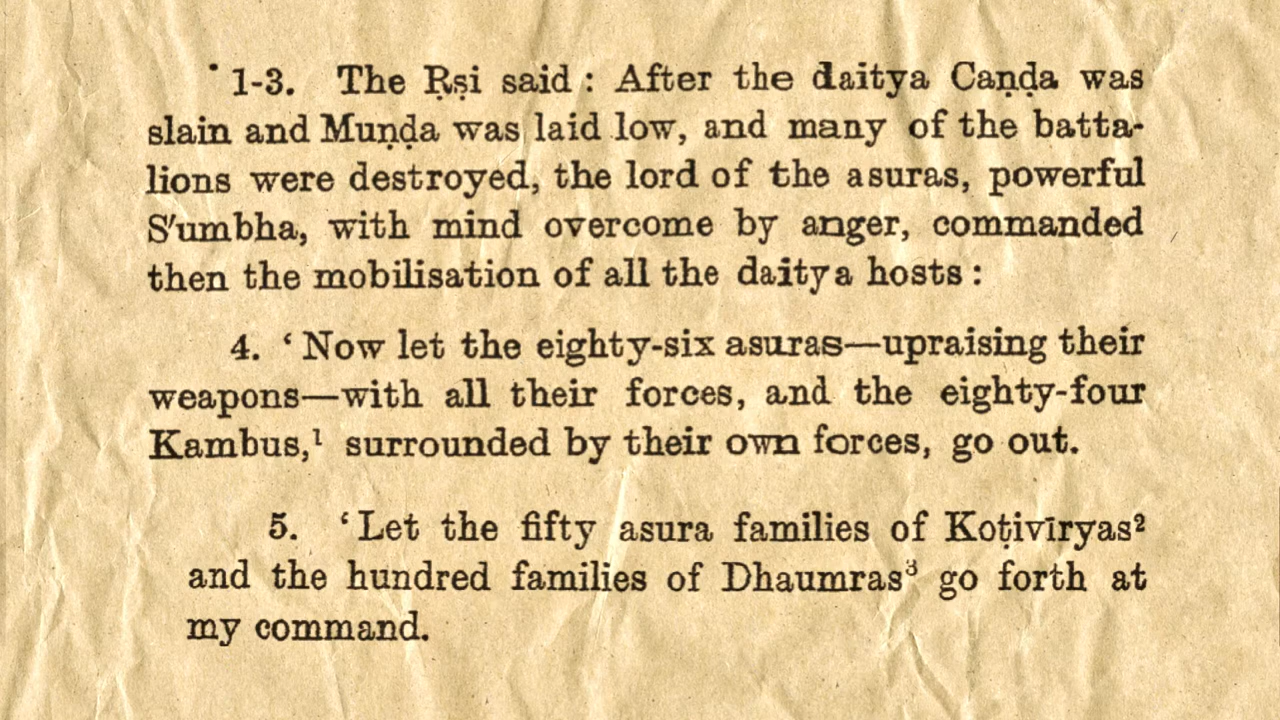 1-3. The Ṛṣi said : After the daitya Caṇḍa was
slain and Muṇḍa was laid low, and many of the batta-
lions were destroyed, the lord of the asuras, powerful
S′umbha, with mind overcome by anger, commanded
then the mobilisation of all the daitya hosts :
4. ‘ Now let the eighty-six asuras—upraising their
weapons—with all their forces, and the eighty-four
Kambus,¹ surrounded by their own forces, go out.
5. ‘ Let the fifty asura families of Koṭivīryas²
and the hundred families of Dhaumras³ go forth at
my command.